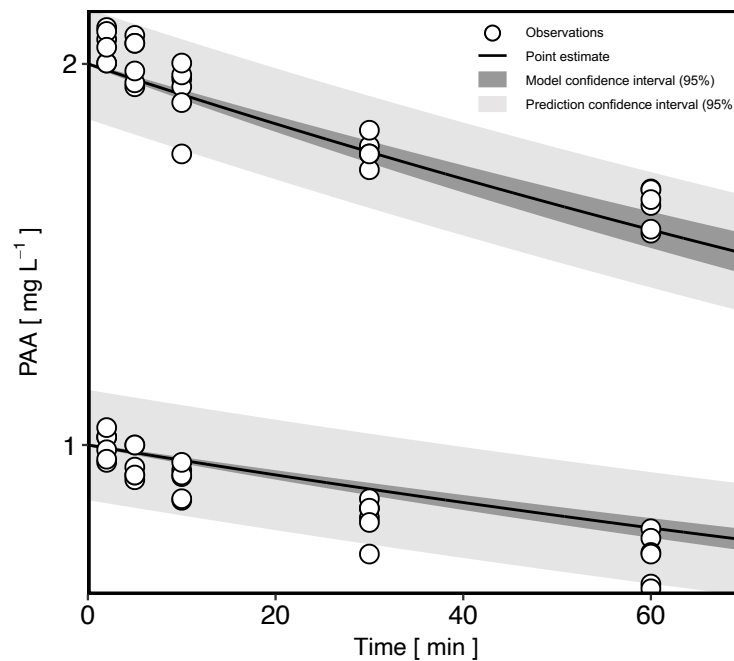 Observations
Point estimate
Model confidence interval (95%)
Prediction confidence interval (95%
2
1
PAA [ mg L⁻¹ ]
0
20
40
60
Time [ min ]